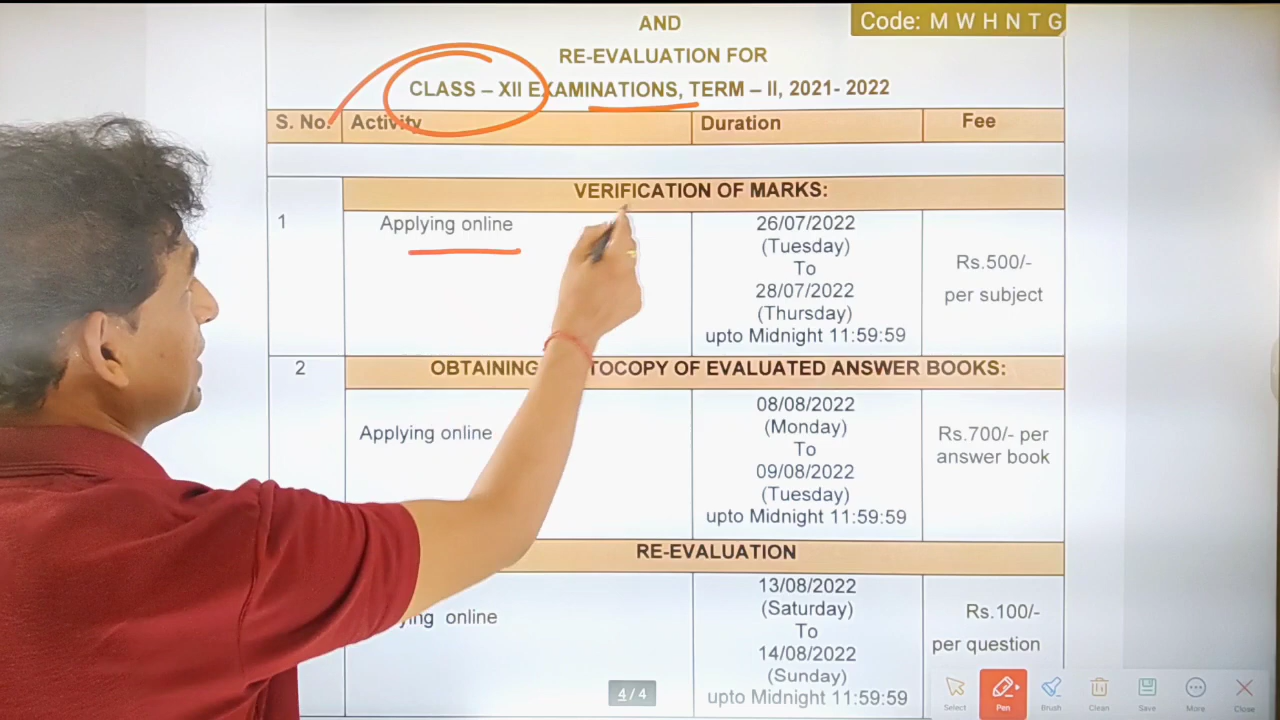 Code: M W H N T G
AND
RE-EVALUATION FOR
CLASS – XII EXAMINATIONS, TERM – II, 2021- 2022
S. No. Activity Duration Fee
VERIFICATION OF MARKS:
1 Applying online
26/07/2022
(Tuesday)
To
28/07/2022
(Thursday)
upto Midnight 11:59:59
Rs.500/-
per subject
2 OBTAINING TOCOPY OF EVALUATED ANSWER BOOKS:
Applying online
08/08/2022
(Monday)
To
09/08/2022
(Tuesday)
upto Midnight 11:59:59
Rs.700/- per
answer book
RE-EVALUATION
ying online
13/08/2022
(Saturday)
To
14/08/2022
(Sunday)
upto Midnight 11:59:59
Rs.100/-
per question
4/4
Select Pen Brush Clean Save More Close